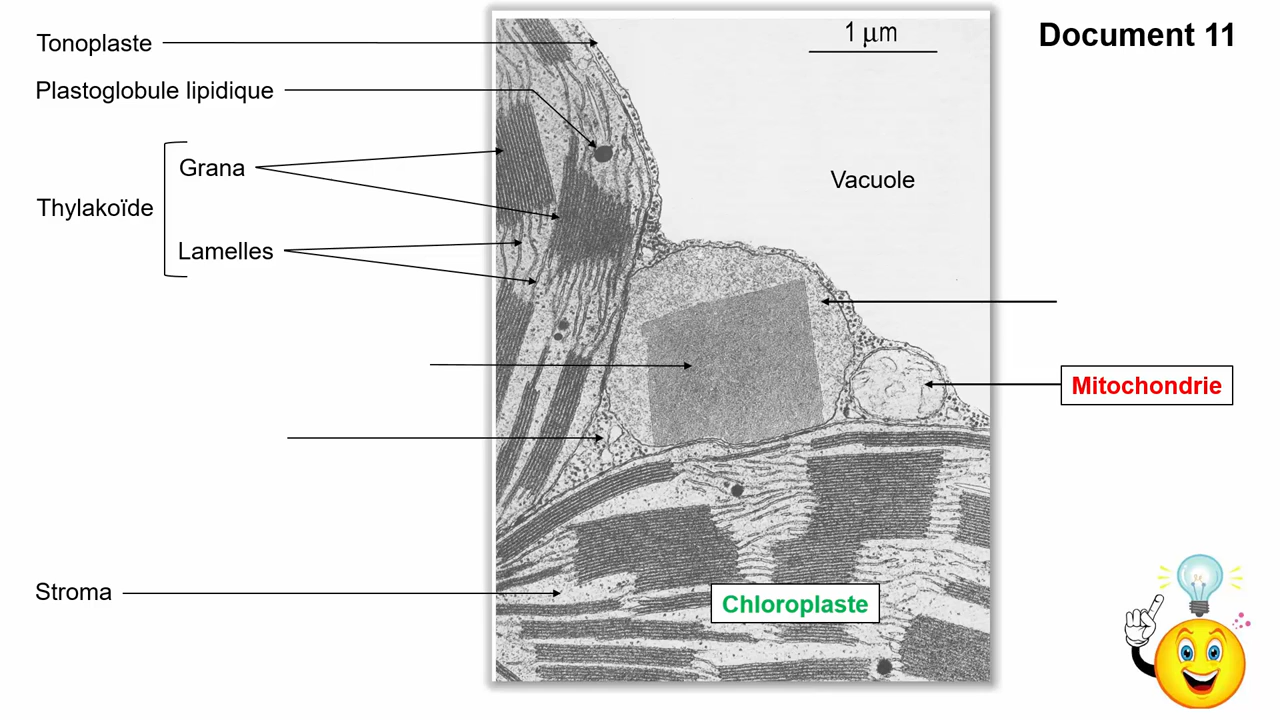 Document 11
1 µm
Tonoplaste
Plastoglobule lipidique
Grana
Thylakoïde
Lamelles
Vacuole
Mitochondrie
Stroma
Chloroplaste